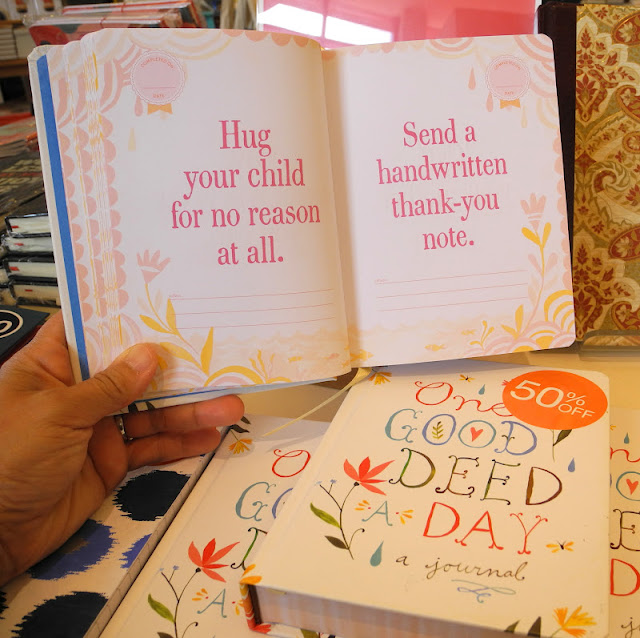 Hug
your child
for no reason
at all.
Send a
handwritten
thank-you
note.
One
GOOD
DEED
A
DAY
a journal
50%
OFF